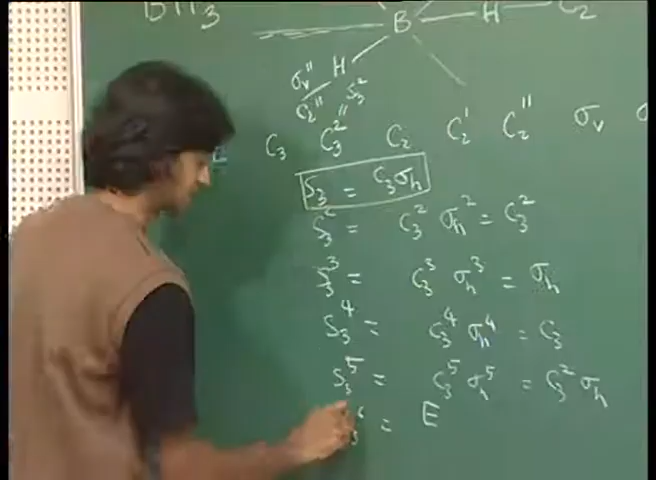 BH₃
B H C₂
H
σᵥ''
C₂'' S₃²
C₃ C₃² C₂ C₂' C₂'' σᵥ σ
S₃ = C₃σₕ
S₃² = C₃² σₕ² = C₃²
S₃³ = C₃³ σₕ³ = σₕ
S₃⁴ = C₃⁴ σₕ⁴ = C₃
S₃⁵ = C₃⁵ σₕ⁵ = C₃² σₕ
₃⁶ = E